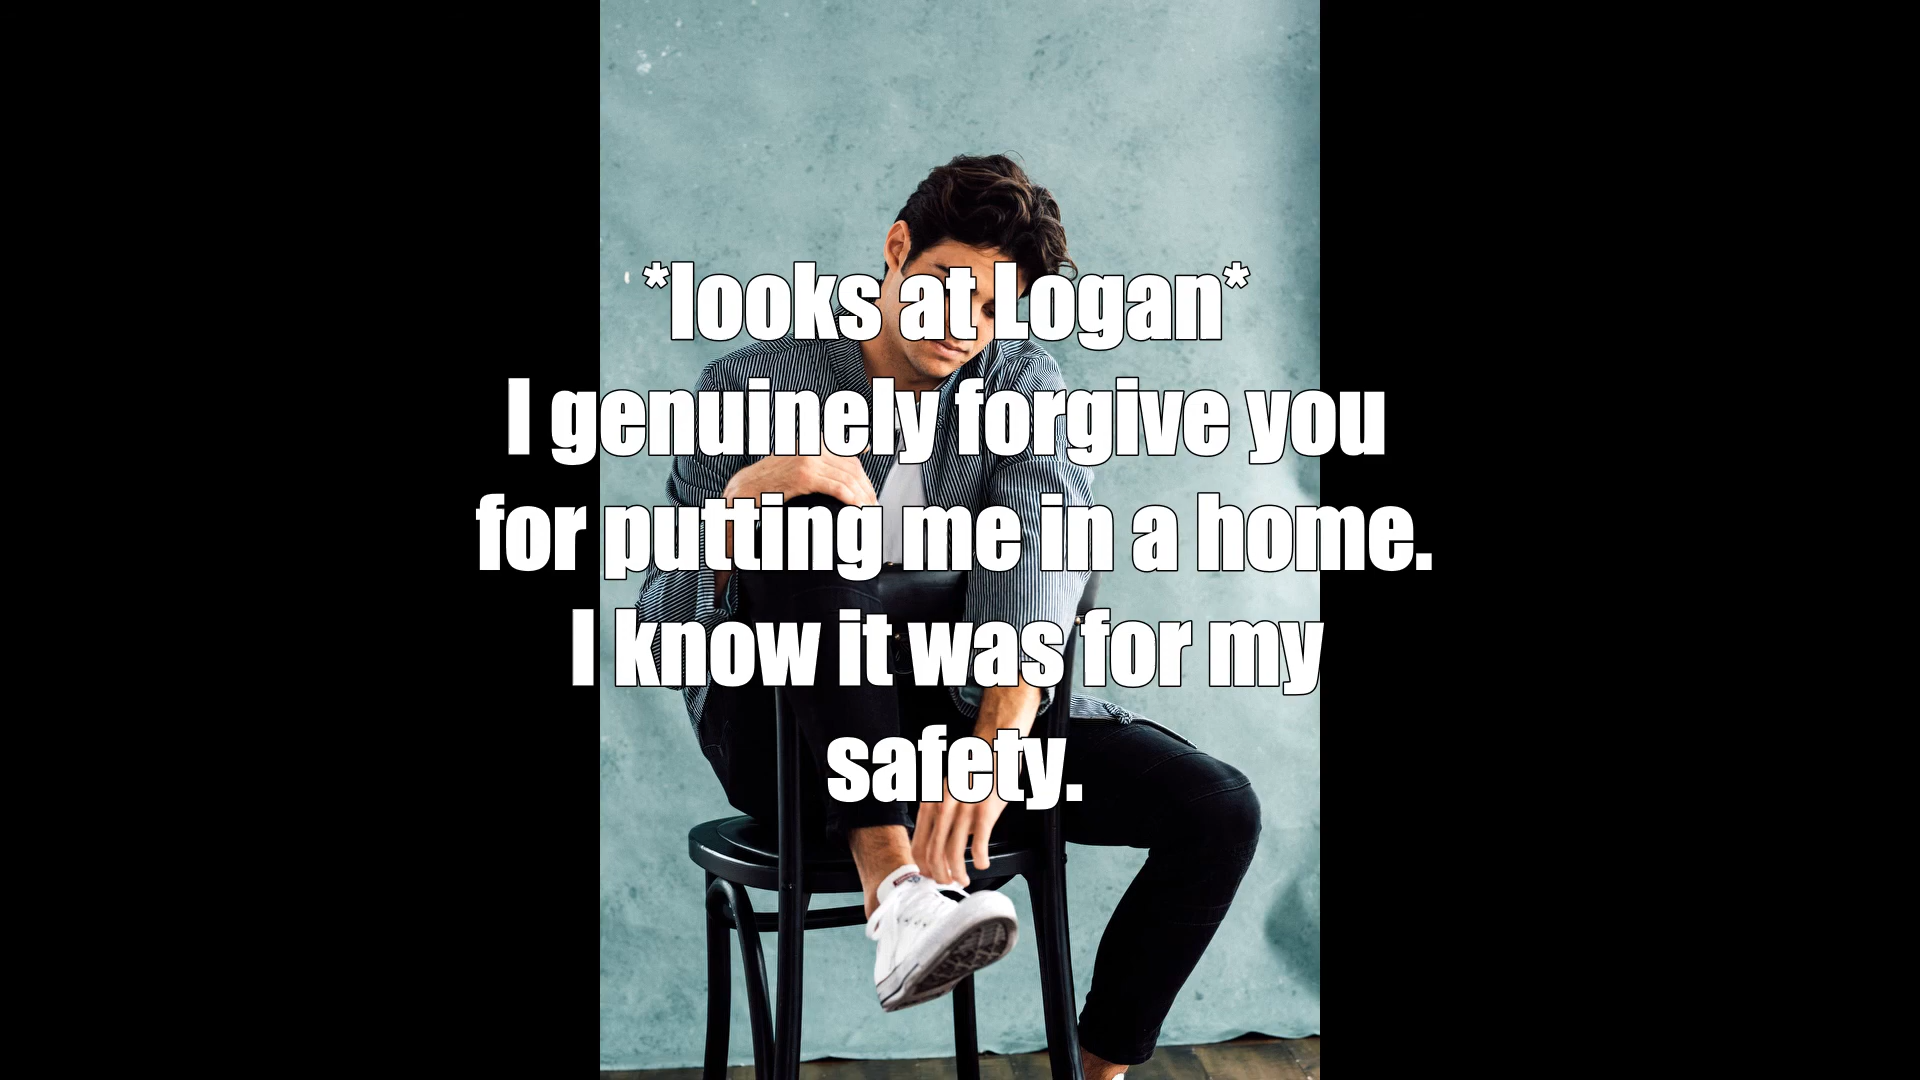 *looks at Logan*
I genuinely forgive you
for putting me in a home.
I know it was for my
safety.